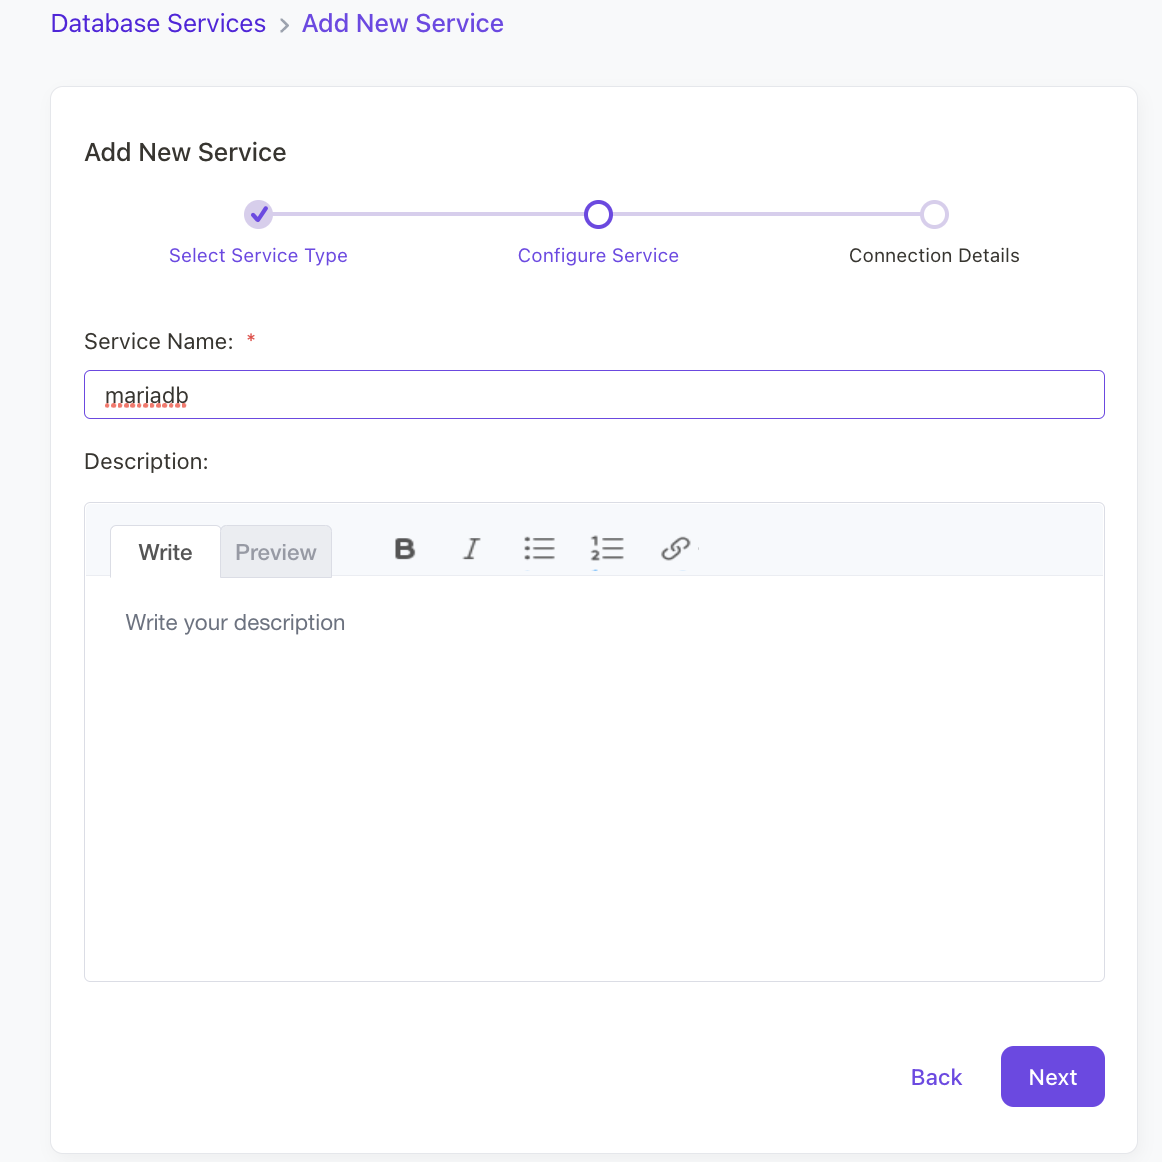 Database Services > Add New Service
Add New Service
Select Service Type
Configure Service
Connection Details
Service Name: *
mariadb
Description:
Write
Preview
B
I
Write your description
Back
Next